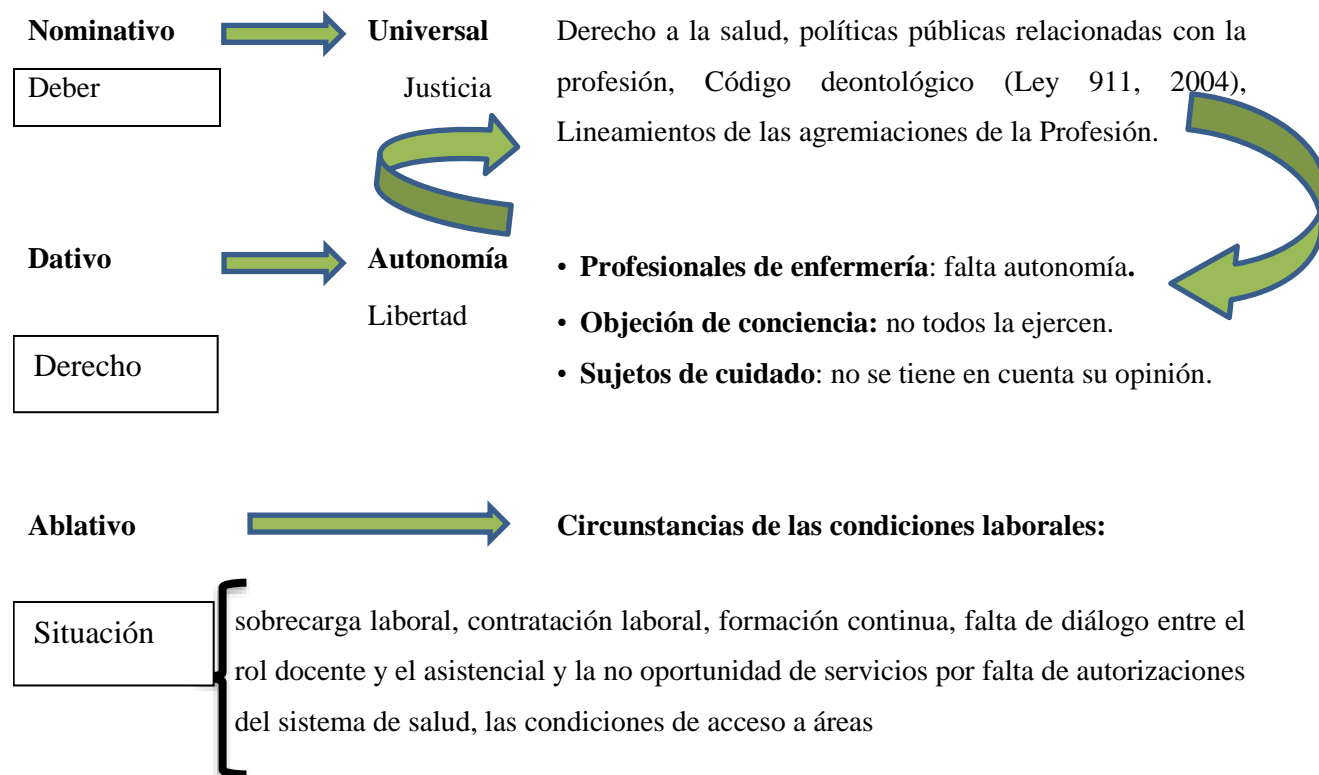 Nominativo Universal Derecho a la salud, políticas públicas relacionadas con la
Deber Justicia profesión, Código deontológico (Ley 911, 2004),
Lineamientos de las agremiaciones de la Profesión.
Dativo Autonomía • Profesionales de enfermería: falta autonomía.
Libertad • Objeción de conciencia: no todos la ejercen.
Derecho • Sujetos de cuidado: no se tiene en cuenta su opinión.
Ablativo Circunstancias de las condiciones laborales:
Situación sobrecarga laboral, contratación laboral, formación continua, falta de diálogo entre el
rol docente y el asistencial y la no oportunidad de servicios por falta de autorizaciones
del sistema de salud, las condiciones de acceso a áreas